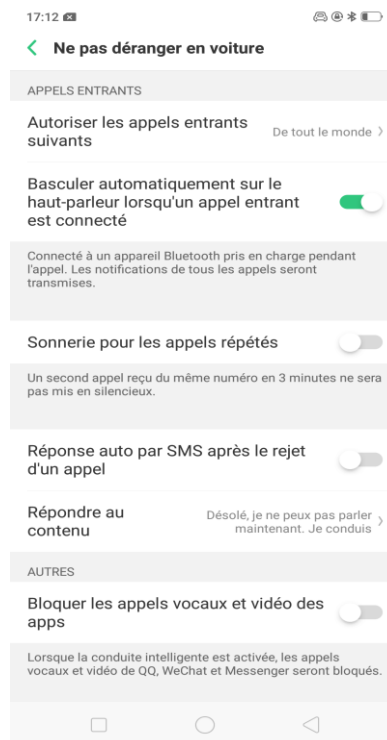 17:12
Ne pas déranger en voiture
APPELS ENTRANTS
Autoriser les appels entrants
suivants
De tout le monde
Basculer automatiquement sur le
haut-parleur lorsqu'un appel entrant
est connecté
Connecté à un appareil Bluetooth pris en charge pendant
l'appel. Les notifications de tous les appels seront
transmises.
Sonnerie pour les appels répétés
Un second appel reçu du même numéro en 3 minutes ne sera
pas mis en silencieux.
Réponse auto par SMS après le rejet
d'un appel
Répondre au
contenu
Désolé, je ne peux pas parler
maintenant. Je conduis
AUTRES
Bloquer les appels vocaux et vidéo des
apps
Lorsque la conduite intelligente est activée, les appels
vocaux et vidéo de QQ, WeChat et Messenger seront bloqués.